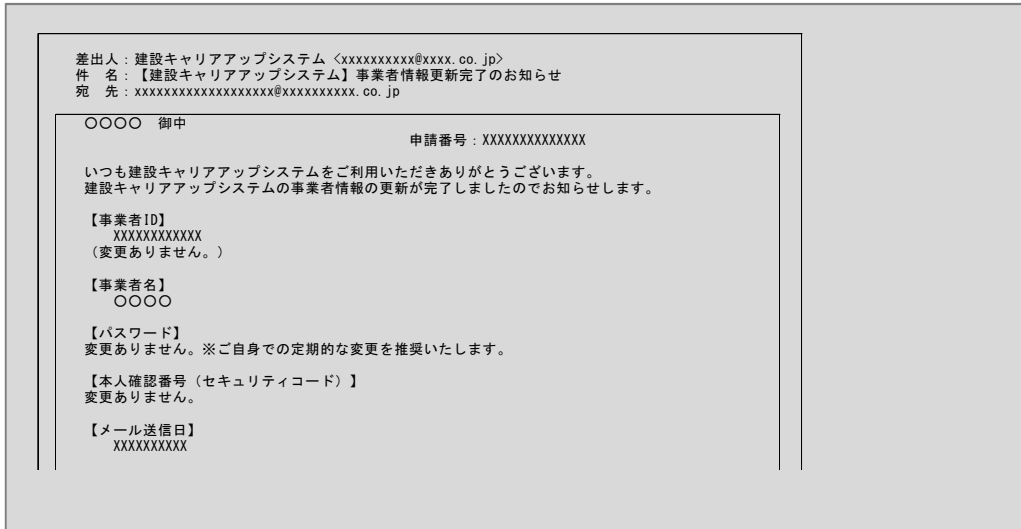 差出人：建設キャリアアップシステム <xxxxxxxxxx@xxxx.co.jp>
件　名：【建設キャリアアップシステム】事業者情報更新完了のお知らせ
宛　先：xxxxxxxxxxxxxxxxxxx@xxxxxxxxxx.co.jp
○○○○　御中
申請番号：XXXXXXXXXXXXXX
いつも建設キャリアアップシステムをご利用いただきありがとうございます。
建設キャリアアップシステムの事業者情報の更新が完了しましたのでお知らせします。
【事業者ID】
XXXXXXXXXXXX
（変更ありません。）
【事業者名】
○○○○
【パスワード】
変更ありません。※ご自身での定期的な変更を推奨いたします。
【本人確認番号（セキュリティコード）】
変更ありません。
【メール送信日】
XXXXXXXXXX